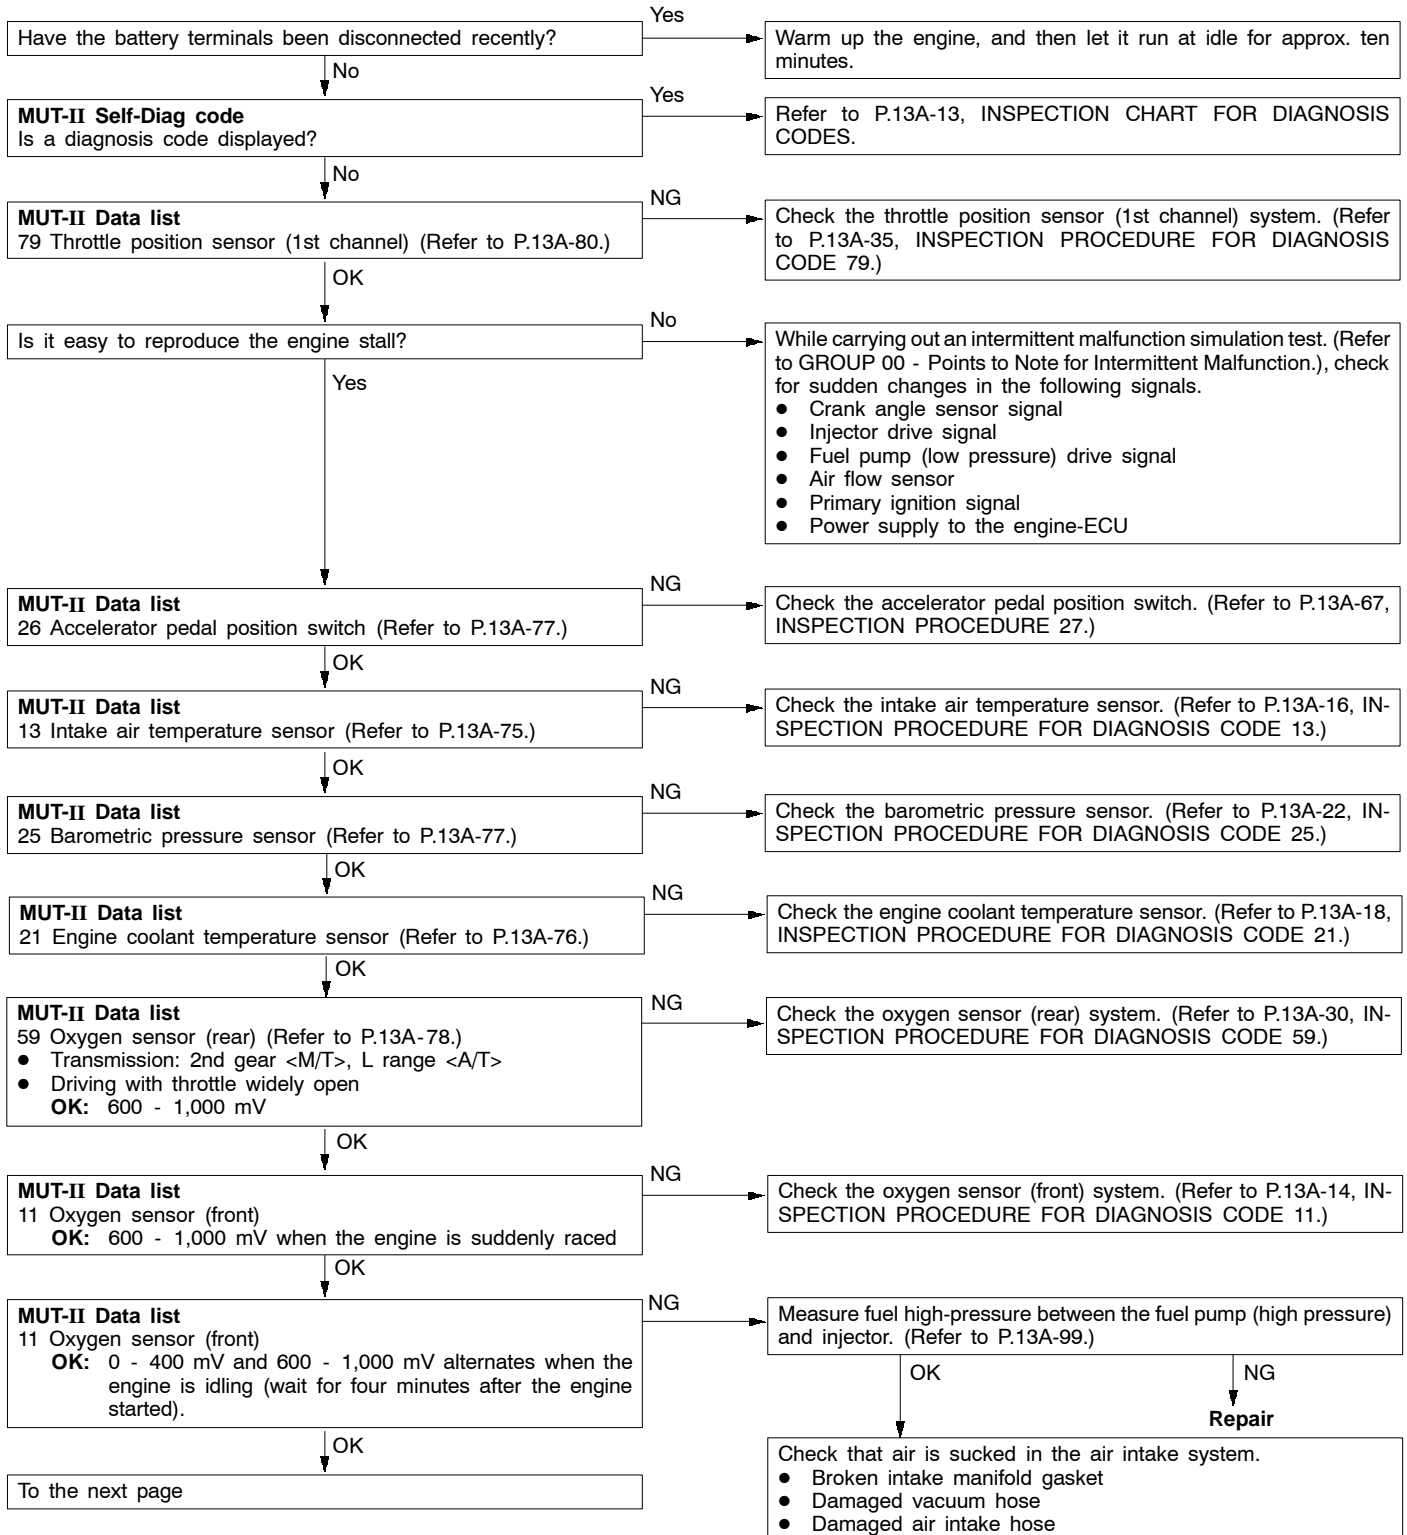 Yes
Have the battery terminals been disconnected recently?
Warm up the engine, and then let it run at idle for approx. ten
minutes.
No
Yes
MUT-II Self-Diag code
Is a diagnosis code displayed?
Refer to P.13A-13, INSPECTION CHART FOR DIAGNOSIS
CODES.
No
NG
MUT-II Data list
79 Throttle position sensor (1st channel) (Refer to P.13A-80.)
Check the throttle position sensor (1st channel) system. (Refer
to P.13A-35, INSPECTION PROCEDURE FOR DIAGNOSIS
CODE 79.)
OK
No
Is it easy to reproduce the engine stall?
While carrying out an intermittent malfunction simulation test. (Refer
to GROUP 00 - Points to Note for Intermittent Malfunction.), check
for sudden changes in the following signals.
● Crank angle sensor signal
● Injector drive signal
● Fuel pump (low pressure) drive signal
● Air flow sensor
● Primary ignition signal
● Power supply to the engine-ECU
Yes
NG
MUT-II Data list
26 Accelerator pedal position switch (Refer to P.13A-77.)
Check the accelerator pedal position switch. (Refer to P.13A-67,
INSPECTION PROCEDURE 27.)
OK
NG
MUT-II Data list
13 Intake air temperature sensor (Refer to P.13A-75.)
Check the intake air temperature sensor. (Refer to P.13A-16, IN-
SPECTION PROCEDURE FOR DIAGNOSIS CODE 13.)
OK
NG
MUT-II Data list
25 Barometric pressure sensor (Refer to P.13A-77.)
Check the barometric pressure sensor. (Refer to P.13A-22, IN-
SPECTION PROCEDURE FOR DIAGNOSIS CODE 25.)
OK
NG
MUT-II Data list
21 Engine coolant temperature sensor (Refer to P.13A-76.)
Check the engine coolant temperature sensor. (Refer to P.13A-18,
INSPECTION PROCEDURE FOR DIAGNOSIS CODE 21.)
OK
NG
MUT-II Data list
59 Oxygen sensor (rear) (Refer to P.13A-78.)
● Transmission: 2nd gear <M/T>, L range <A/T>
● Driving with throttle widely open
OK: 600 - 1,000 mV
Check the oxygen sensor (rear) system. (Refer to P.13A-30, IN-
SPECTION PROCEDURE FOR DIAGNOSIS CODE 59.)
OK
NG
MUT-II Data list
11 Oxygen sensor (front)
OK: 600 - 1,000 mV when the engine is suddenly raced
Check the oxygen sensor (front) system. (Refer to P.13A-14, IN-
SPECTION PROCEDURE FOR DIAGNOSIS CODE 11.)
OK
NG
MUT-II Data list
11 Oxygen sensor (front)
OK: 0 - 400 mV and 600 - 1,000 mV alternates when the
engine is idling (wait for four minutes after the engine
started).
Measure fuel high-pressure between the fuel pump (high pressure)
and injector. (Refer to P.13A-99.)
OK
NG
Repair
OK
To the next page
Check that air is sucked in the air intake system.
● Broken intake manifold gasket
● Damaged vacuum hose
● Damaged air intake hose